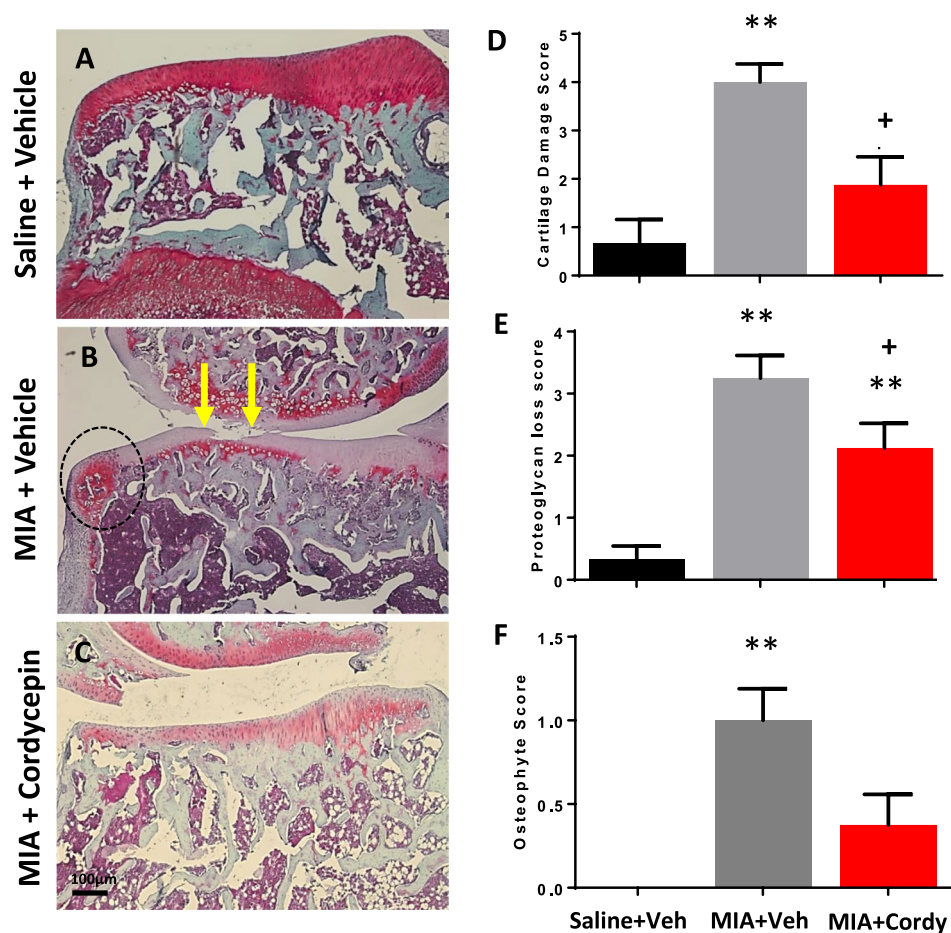 Saline + Vehicle
A
MIA + Vehicle
B
MIA + Cordycepin
C
100µm
D
Cartilage Damage Score
5
4
3
2
1
0
**
+
E
Proteoglycan loss score
4
3
2
1
0
**
+
**
F
Osteophyte Score
1.5
1.0
0.5
0.0
**
Saline+Veh MIA+Veh MIA+Cordy